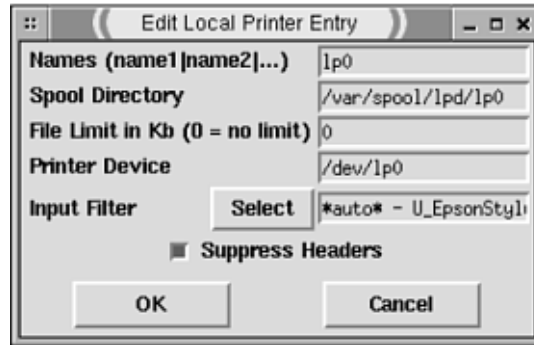 Edit Local Printer Entry
Names (name1|name2|...) lp0
Spool Directory /var/spool/lpd/lp0
File Limit in Kb (0 = no limit) 0
Printer Device /dev/lp0
Input Filter Select *auto* - U_EpsonStyl
Suppress Headers
OK Cancel